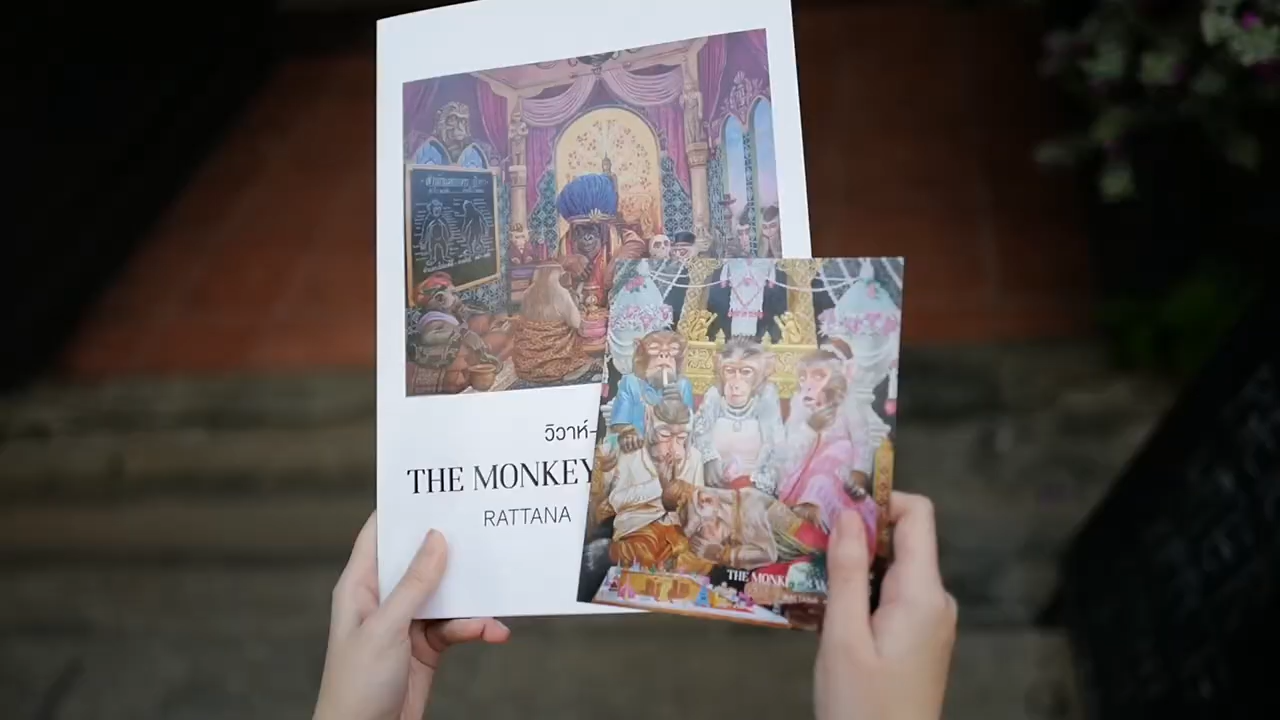 วิวาห์-
THE MONKEY
RATTANA
THE MONKEY'S W
RATTANA